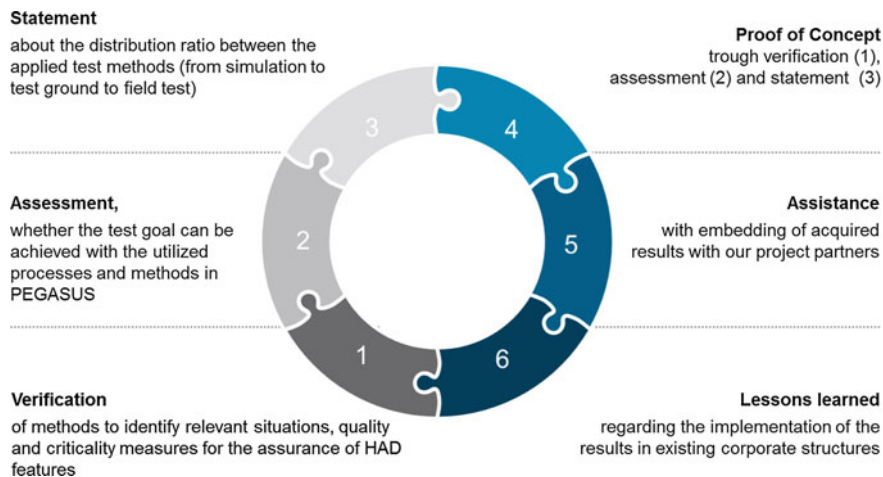 Statement
about the distribution ratio between the
applied test methods (from simulation to
test ground to field test)
Proof of Concept
trough verification (1),
assessment (2) and statement (3)
3
4
Assessment,
whether the test goal can be
achieved with the utilized
processes and methods in
PEGASUS
2
5
Assistance
with embedding of acquired
results with our project partners
1
6
Verification
of methods to identify relevant situations, quality
and criticality measures for the assurance of HAD
features
Lessons learned
regarding the implementation of the
results in existing corporate structures